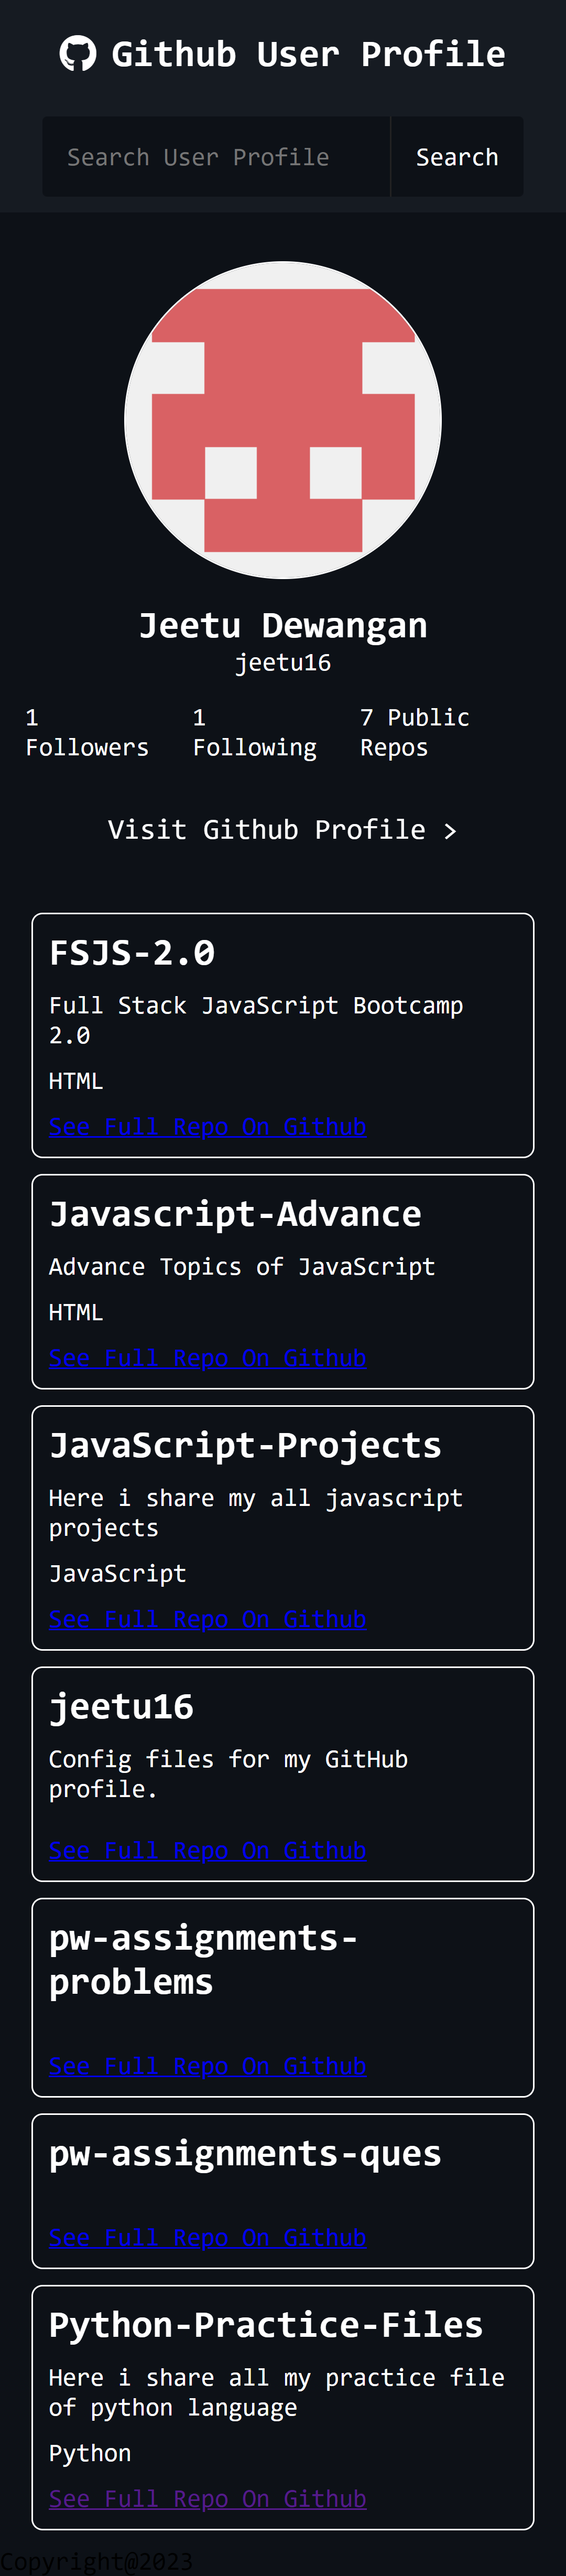 Github User Profile
Search User Profile
Search
Jeetu Dewangan
jeetu16
1
Followers
1
Following
7 Public
Repos
Visit Github Profile >
FSJS-2.0
Full Stack JavaScript Bootcamp
2.0
HTML
See Full Repo On Github
Javascript-Advance
Advance Topics of JavaScript
HTML
See Full Repo On Github
JavaScript-Projects
Here i share my all javascript
projects
JavaScript
See Full Repo On Github
jeetu16
Config files for my GitHub
profile.
See Full Repo On Github
pw-assignments-
problems
See Full Repo On Github
pw-assignments-ques
See Full Repo On Github
Python-Practice-Files
Here i share all my practice file
of python language
Python
See Full Repo On Github
Copyright@2023